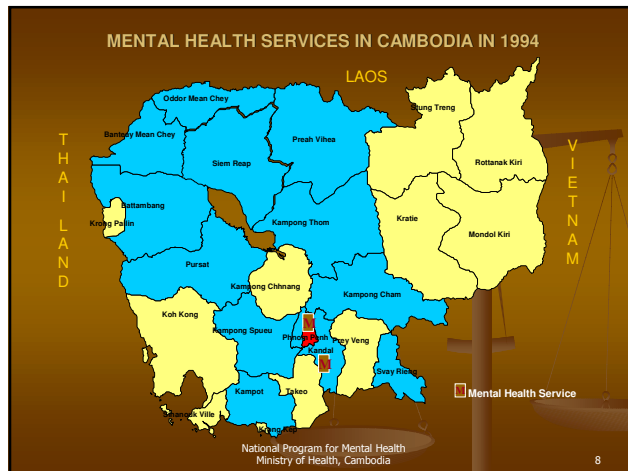 MENTAL HEALTH SERVICES IN CAMBODIA IN 1994
LAOS
THAI LAND
VIETNAM
Oddor Mean Chey
Stung Treng
Banteay Mean Chey
Preah Vihea
Siem Reap
Rottanak Kiri
Battambang
Krong Pailin
Kampong Thom
Kratie
Mondol Kiri
Pursat
Kampong Chhnang
Kampong Cham
Koh Kong
Kampong Spueu
M
Phnom Penh
Prey Veng
Kandal
M
Svay Rieng
Kampot
Takeo
M Mental Health Service
Sihanouk Ville
Krong Kep
National Program for Mental Health
Ministry of Health, Cambodia
8